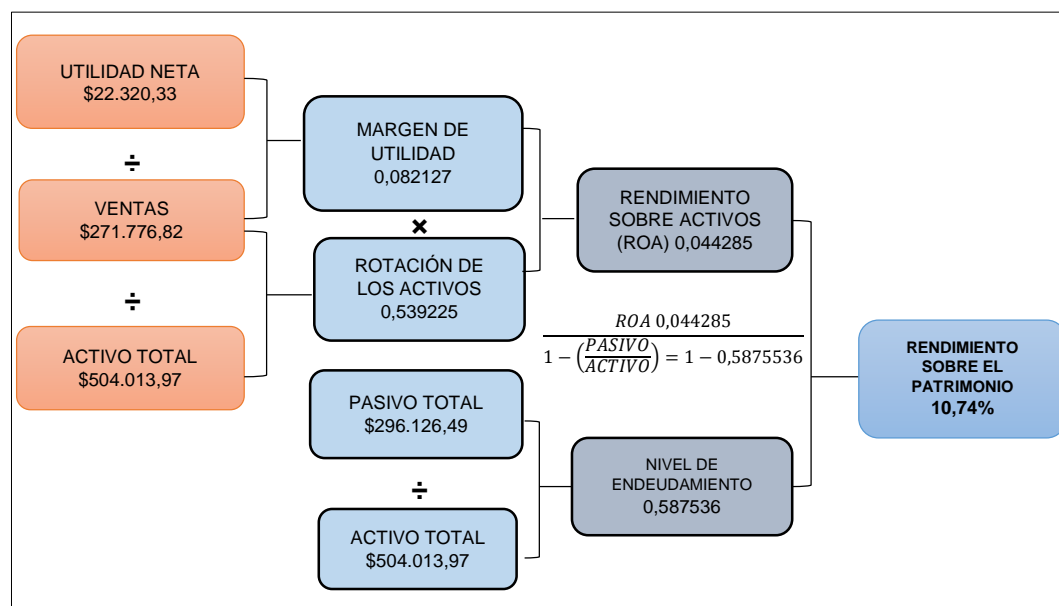 UTILIDAD NETA
$22.320,33
÷
VENTAS
$271.776,82
÷
ACTIVO TOTAL
$504.013,97
MARGEN DE
UTILIDAD
0,082127
×
ROTACIÓN DE
LOS ACTIVOS
0,539225
PASIVO TOTAL
$296.126,49
÷
ACTIVO TOTAL
$504.013,97
RENDIMIENTO
SOBRE ACTIVOS
(ROA) 0,044285
ROA 0,044285
1 − (PASIVO/ACTIVO) = 1 − 0,5875536
NIVEL DE
ENDEUDAMIENTO
0,587536
RENDIMIENTO
SOBRE EL
PATRIMONIO
10,74%